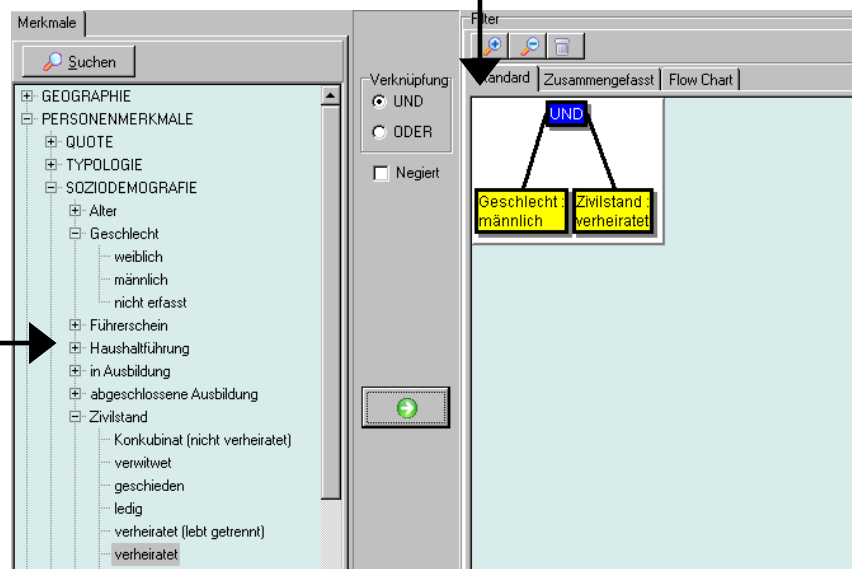 Merkmale
Suchen
GEOGRAPHIE
PERSONENMERKMALE
QUOTE
TYPOLOGIE
SOZIODEMOGRAFIE
Alter
Geschlecht
weiblich
männlich
nicht erfasst
Führerschein
Haushaltführung
in Ausbildung
abgeschlossene Ausbildung
Zivilstand
Konkubinat (nicht verheiratet)
verwitwet
geschieden
ledig
verheiratet (lebt getrennt)
verheiratet
Verknüpfung
UND
ODER
Negiert
Filter
Standard Zusammengefasst Flow Chart
UND
Geschlecht :
männlich
Zivilstand :
verheiratet